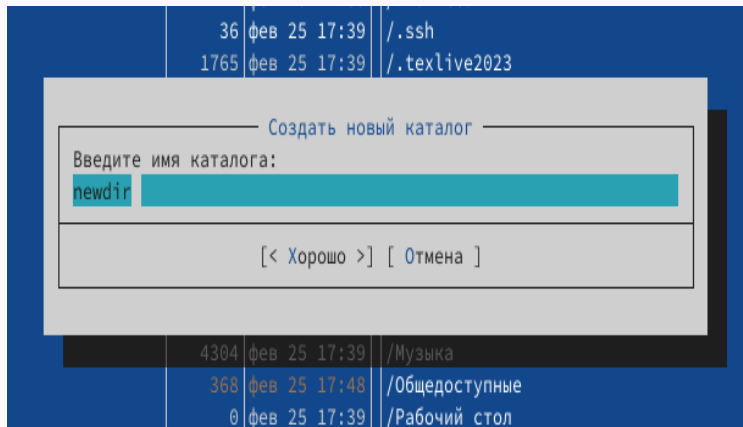 36 фев 25 17:39 /.ssh
1765 фев 25 17:39 /.texlive2023
Создать новый каталог
Введите имя каталога:
newdir
[< Хорошо >] [ Отмена ]
4304 фев 25 17:39 /Музыка
368 фев 25 17:48 /Общедоступные
0 фев 25 17:39 /Рабочий стол